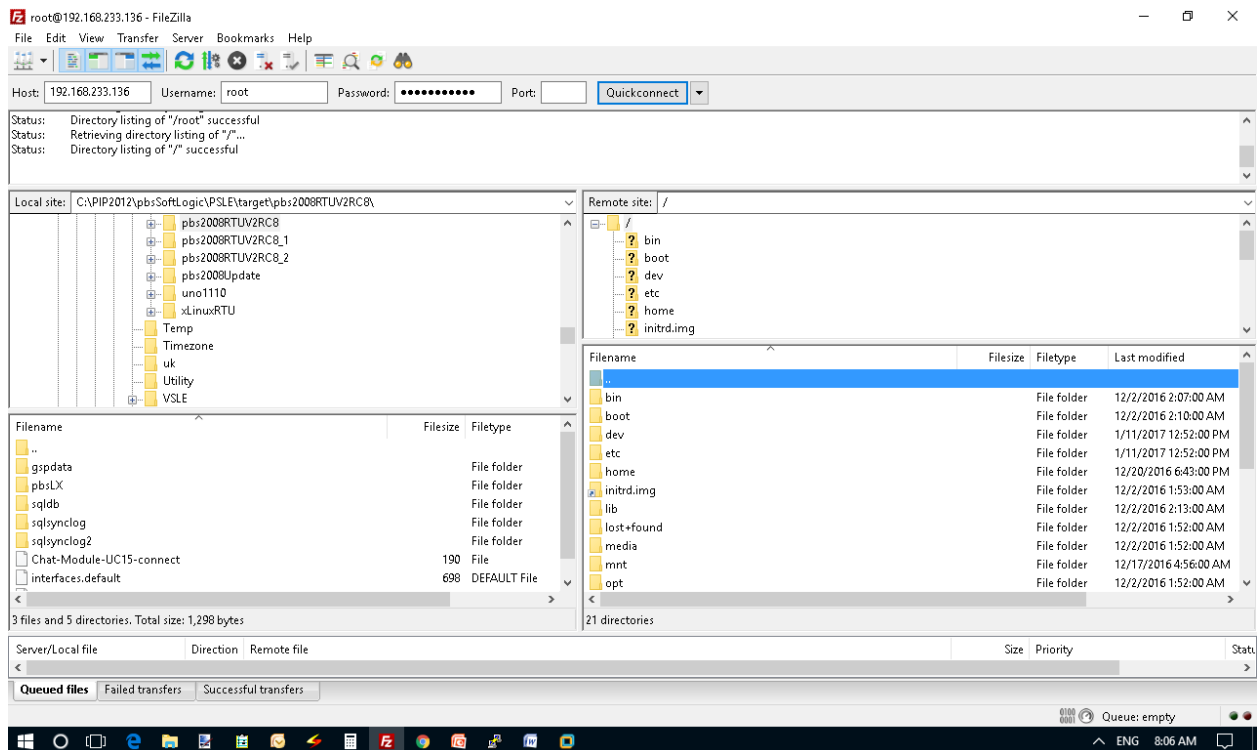 root@192.168.233.136 - FileZilla
File Edit View Transfer Server Bookmarks Help
Host: 192.168.233.136 Username: root Password: ●●●●●●●●●●● Port: Quickconnect
Status: Directory listing of "/root" successful
Status: Retrieving directory listing of "/"...
Status: Directory listing of "/" successful
Local site: C:\PIP2012\pbsSoftLogic\PSLE\target\pbs2008RTUV2RC8\
pbs2008RTUV2RC8
pbs2008RTUV2RC8_1
pbs2008RTUV2RC8_2
pbs2008Update
uno1110
xLinuxRTU
Temp
Timezone
uk
Utility
VSLE
Filename Filesize Filetype
..
gspdata File folder
pbsLX File folder
sqldb File folder
sqlsynclog File folder
sqlsynclog2 File folder
Chat-Module-UC15-connect 190 File
interfaces.default 698 DEFAULT File
3 files and 5 directories. Total size: 1,298 bytes
Remote site: /
/
? bin
? boot
? dev
? etc
? home
? initrd.img
Filename Filesize Filetype Last modified
..
bin File folder 12/2/2016 2:07:00 AM
boot File folder 12/2/2016 2:10:00 AM
dev File folder 1/11/2017 12:52:00 PM
etc File folder 1/11/2017 12:52:00 PM
home File folder 12/20/2016 6:43:00 PM
initrd.img File folder 12/2/2016 1:53:00 AM
lib File folder 12/2/2016 2:13:00 AM
lost+found File folder 12/2/2016 1:52:00 AM
media File folder 12/2/2016 1:52:00 AM
mnt File folder 12/17/2016 4:56:00 AM
opt File folder 12/2/2016 1:52:00 AM
21 directories
Server/Local file Direction Remote file Size Priority Statu
Queued files Failed transfers Successful transfers
Queue: empty
ENG 8:06 AM